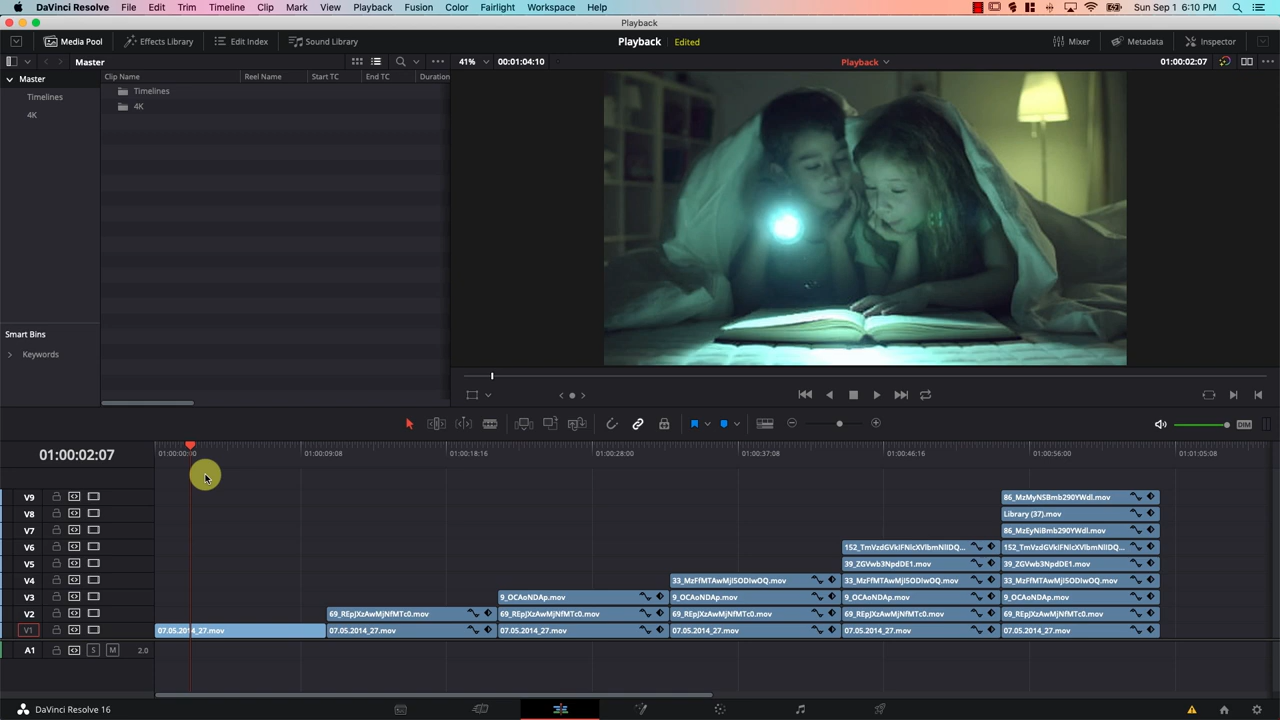 DaVinci Resolve File Edit Trim Timeline Clip Mark View Playback Fusion Color Fairlight Workspace Help Sun Sep 1 6:10 PM
Playback
Media Pool Effects Library Edit Index Sound Library Playback Edited Mixer Metadata Inspector
Master 41% 00:01:04:10 Playback 01:00:02:07
Master Clip Name Reel Name Start TC End TC Duration
Timelines Timelines
4K 4K
Smart Bins
Keywords
DIM
01:00:02:07 01:00:00:00 01:00:09:08 01:00:18:16 01:00:28:00 01:00:37:08 01:00:46:16 01:00:56:00 01:01:05:08
V9 86_MzMyNSBmb290YWdl.mov
V8 Library (37).mov
V7 86_MzEyNiBmb290YWdl.mov
V6 152_TmVzdGVkIFNlcXVlbmNlIDQ... 152_TmVzdGVkIFNlcXVlbmNlIDQ...
V5 39_ZGVwb3NpdDE1.mov 39_ZGVwb3NpdDE1.mov
V4 33_MzFfMTAwMjI5ODIwOQ.mov 33_MzFfMTAwMjI5ODIwOQ.mov 33_MzFfMTAwMjI5ODIwOQ.mov
V3 9_OCAoNDAp.mov 9_OCAoNDAp.mov 9_OCAoNDAp.mov 9_OCAoNDAp.mov
V2 69_REpJXzAwMjNfMTc0.mov 69_REpJXzAwMjNfMTc0.mov 69_REpJXzAwMjNfMTc0.mov 69_REpJXzAwMjNfMTc0.mov 69_REpJXzAwMjNfMTc0.mov
V1 07.05.2014_27.mov 07.05.2014_27.mov 07.05.2014_27.mov 07.05.2014_27.mov 07.05.2014_27.mov 07.05.2014_27.mov
A1 S M 2.0
DaVinci Resolve 16